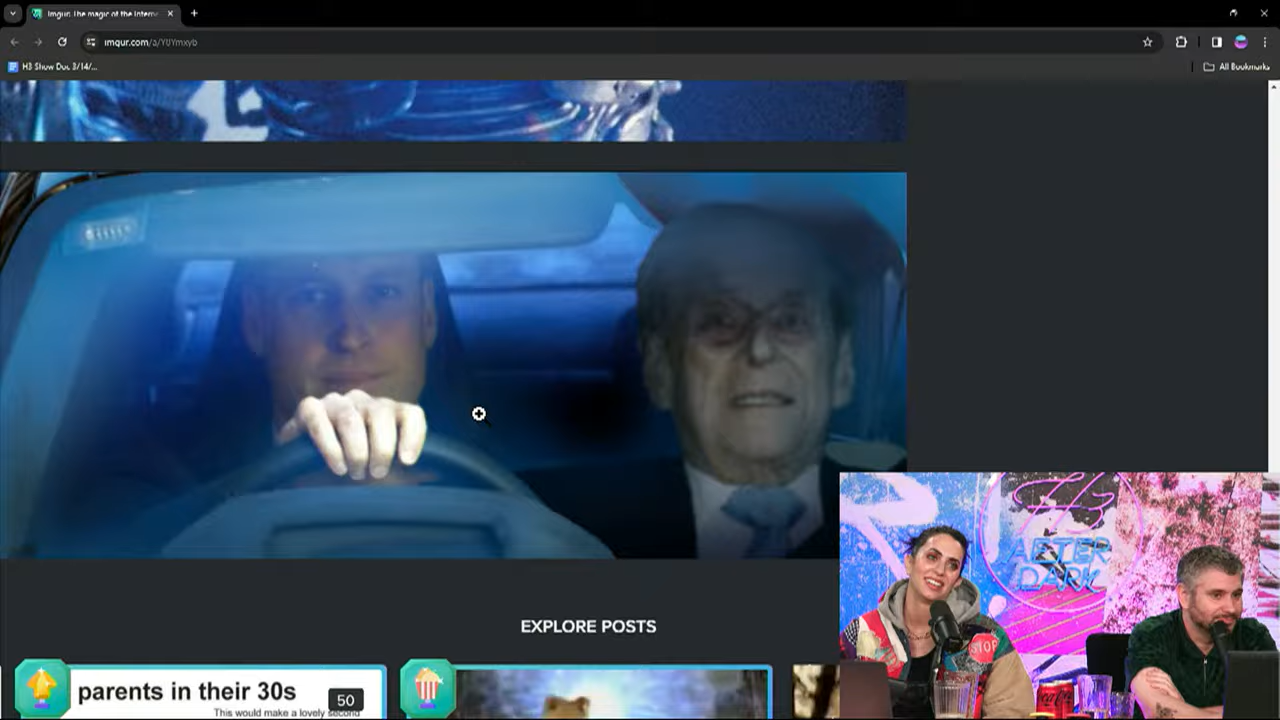 Imgur: The magic of the Interne
imgur.com/a/YUYmxyb
H3 Show Doc 3/14/...
All Bookmarks
EXPLORE POSTS
parents in their 30s
50
This would make a lovely second
H3
AFTER
DARK
STOP